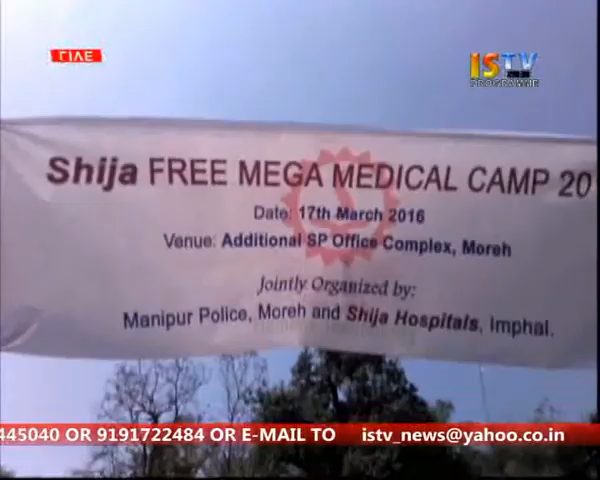 ISTV
PROGRAMME
Shija FREE MEGA MEDICAL CAMP 20
Date: 17th March 2016
Venue: Additional SP Office Complex, Moreh
Jointly Organized by:
Manipur Police, Moreh and Shija Hospitals, Imphal.
445040 OR 9191722484 OR E-MAIL TO istv_news@yahoo.co.in